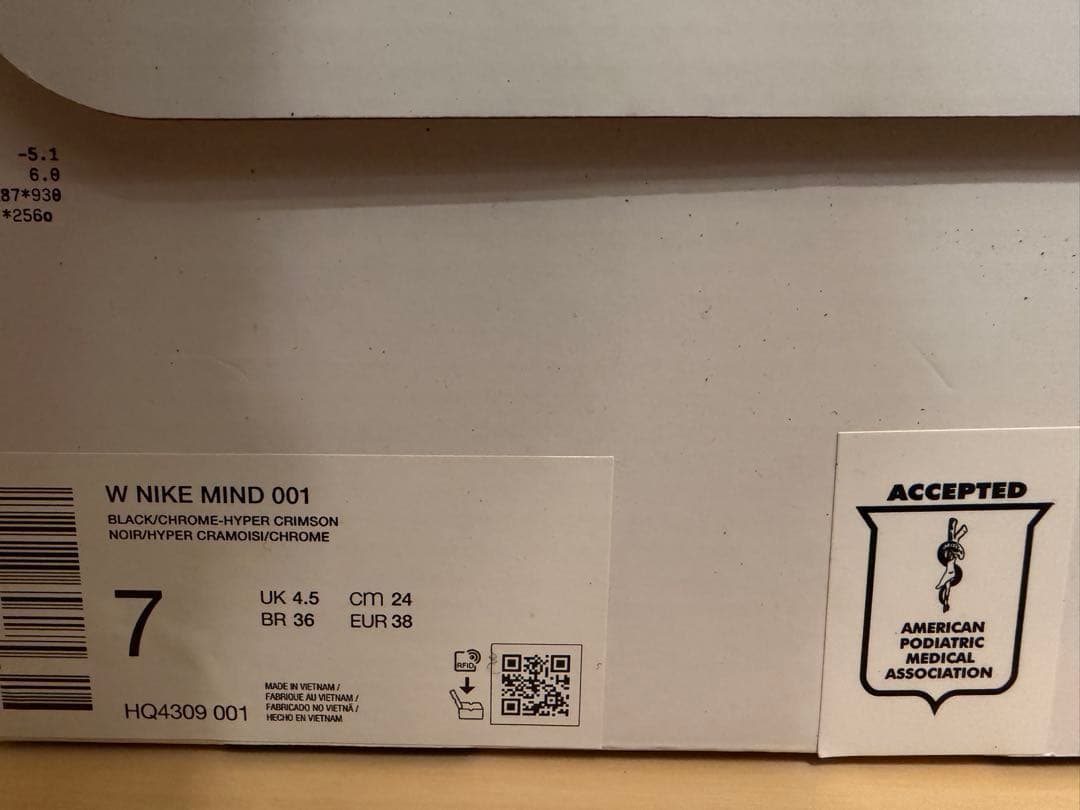 -5.1
6.0
87*930
*256o
W NIKE MIND 001
BLACK/CHROME-HYPER CRIMSON
NOIR/HYPER CRAMOISI/CHROME
7
UK 4.5 cm 24
BR 36 EUR 38
RFID
MADE IN VIETNAM /
FABRIQUE AU VIETNAM /
FABRICADO NO VIETNÃ /
HECHO EN VIETNAM
HQ4309 001
ACCEPTED
AMERICAN
PODIATRIC
MEDICAL
ASSOCIATION